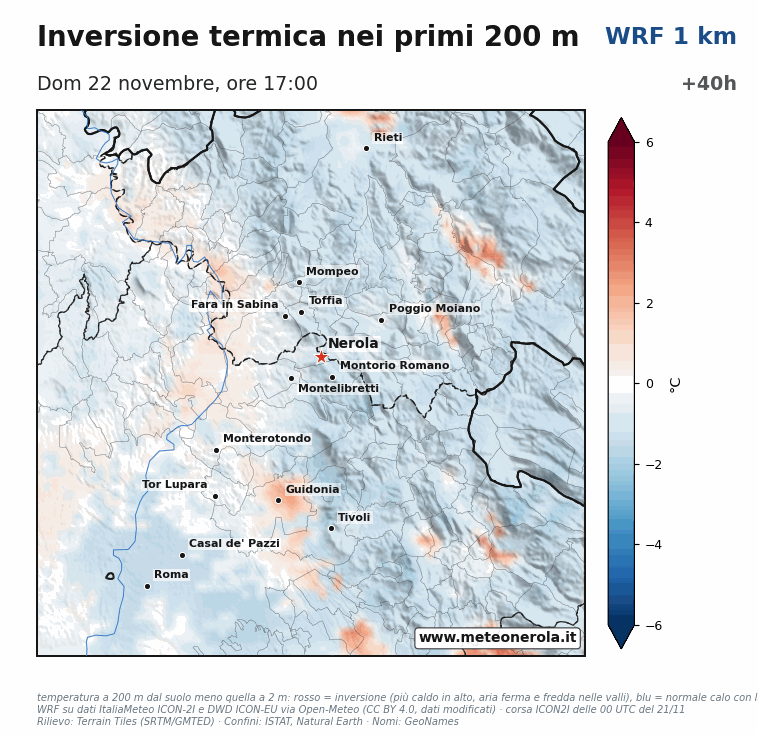 Inversione termica nei primi 200 m
WRF 1 km
Dom 22 novembre, ore 17:00
+40h
Rieti
Mompeo
Fara in Sabina
Toffia
Poggio Moiano
Nerola
Montorio Romano
Montelibretti
Monterotondo
Tor Lupara
Guidonia
Tivoli
Casal de' Pazzi
Roma
www.meteonerola.it
6
4
2
0
−2
−4
−6
°C
temperatura a 200 m dal suolo meno quella a 2 m: rosso = inversione (più caldo in alto, aria ferma e fredda nelle valli), blu = normale calo con l
WRF su dati ItaliaMeteo ICON-2I e DWD ICON-EU via Open-Meteo (CC BY 4.0, dati modificati) · corsa ICON2I delle 00 UTC del 21/11
Rilievo: Terrain Tiles (SRTM/GMTED) · Confini: ISTAT, Natural Earth · Nomi: GeoNames